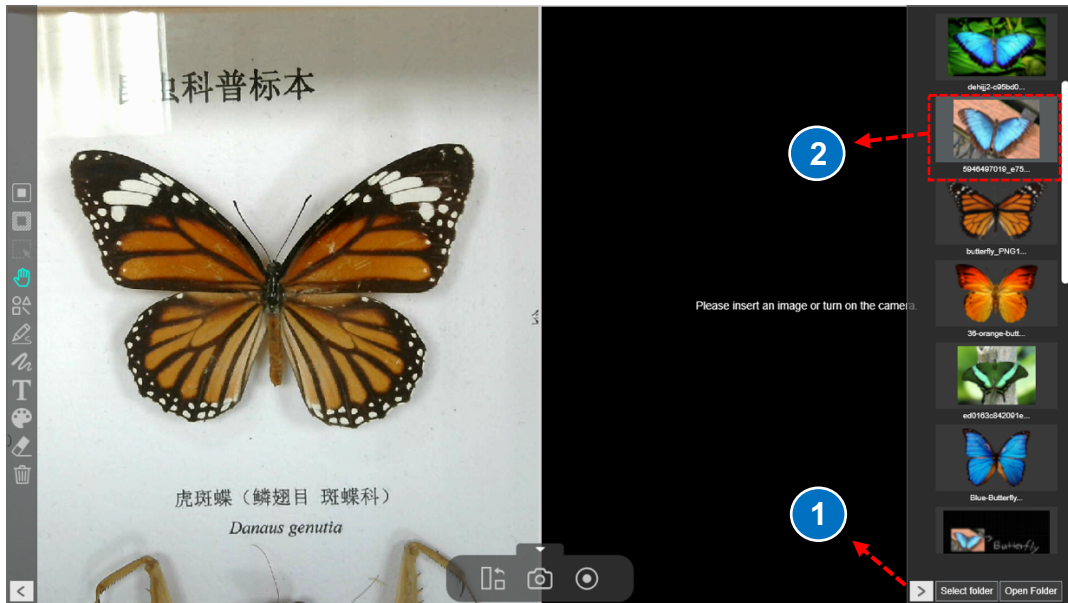 昆虫科普标本
虎斑蝶（鳞翅目 斑蝶科）
Danaus genutia
Please insert an image or turn on the camera.
2
1
dehijj2-c95bd0...
5946497019_e75...
butterfly_PNG1...
36-orange-butt...
ed0163c842091e...
Blue-Butterfly...
Butterfly
T
<
>
Select folder
Open Folder